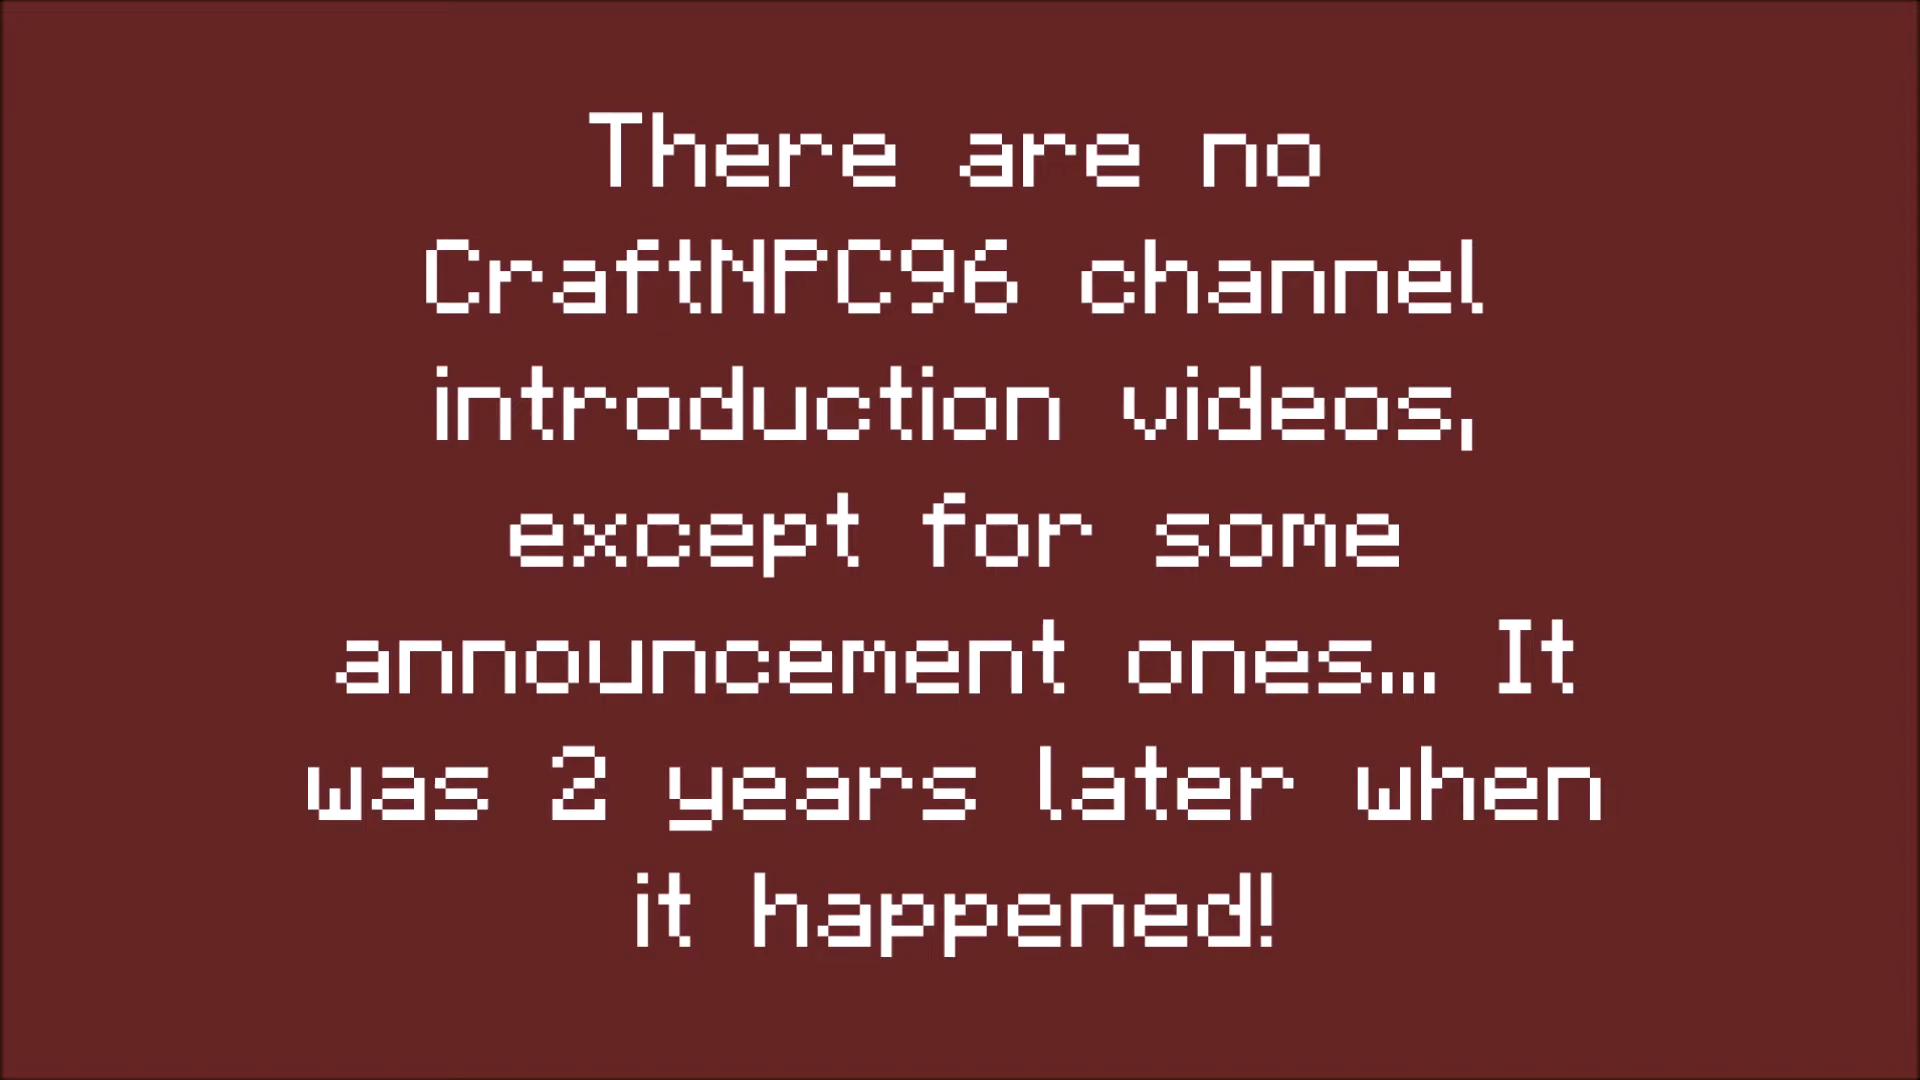 There are no
CraftNPC96 channel
introduction videos,
except for some
announcement ones... It
was 2 years later when
it happened!